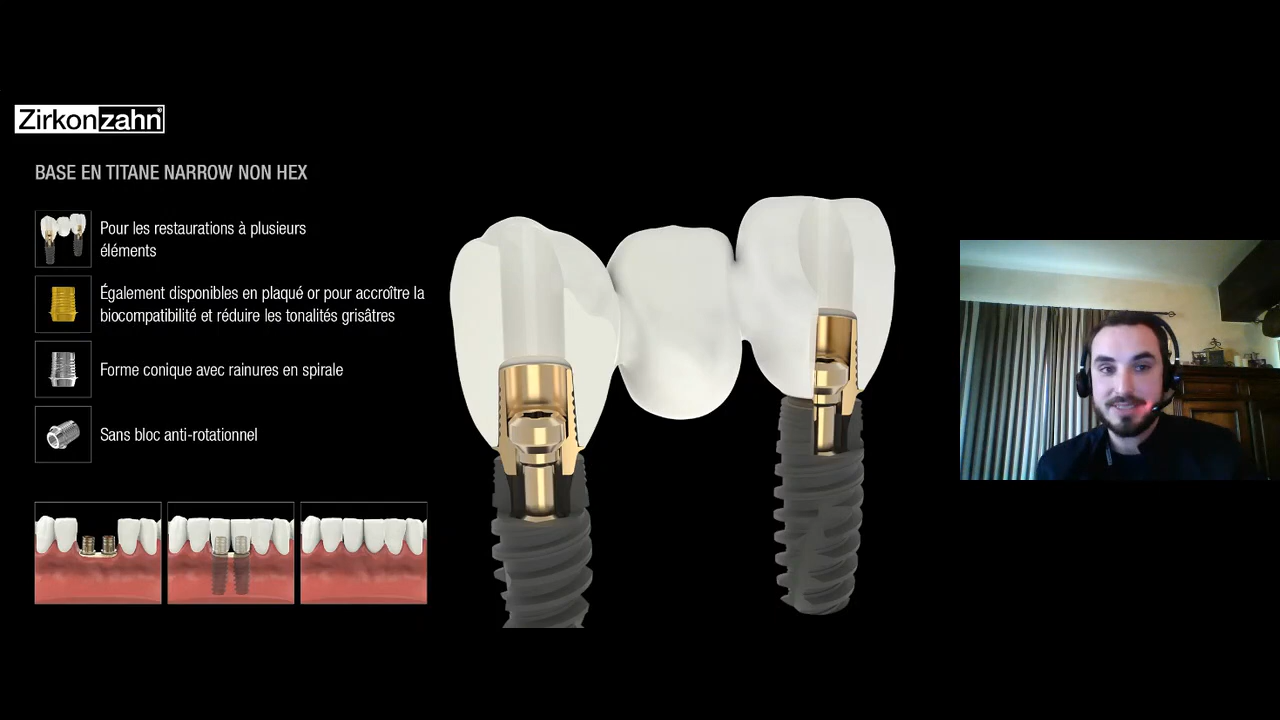 Zirkonzahn®
BASE EN TITANE NARROW NON HEX
Pour les restaurations à plusieurs
éléments
Également disponibles en plaqué or pour accroître la
biocompatibilité et réduire les tonalités grisâtres
Forme conique avec rainures en spirale
Sans bloc anti-rotationnel